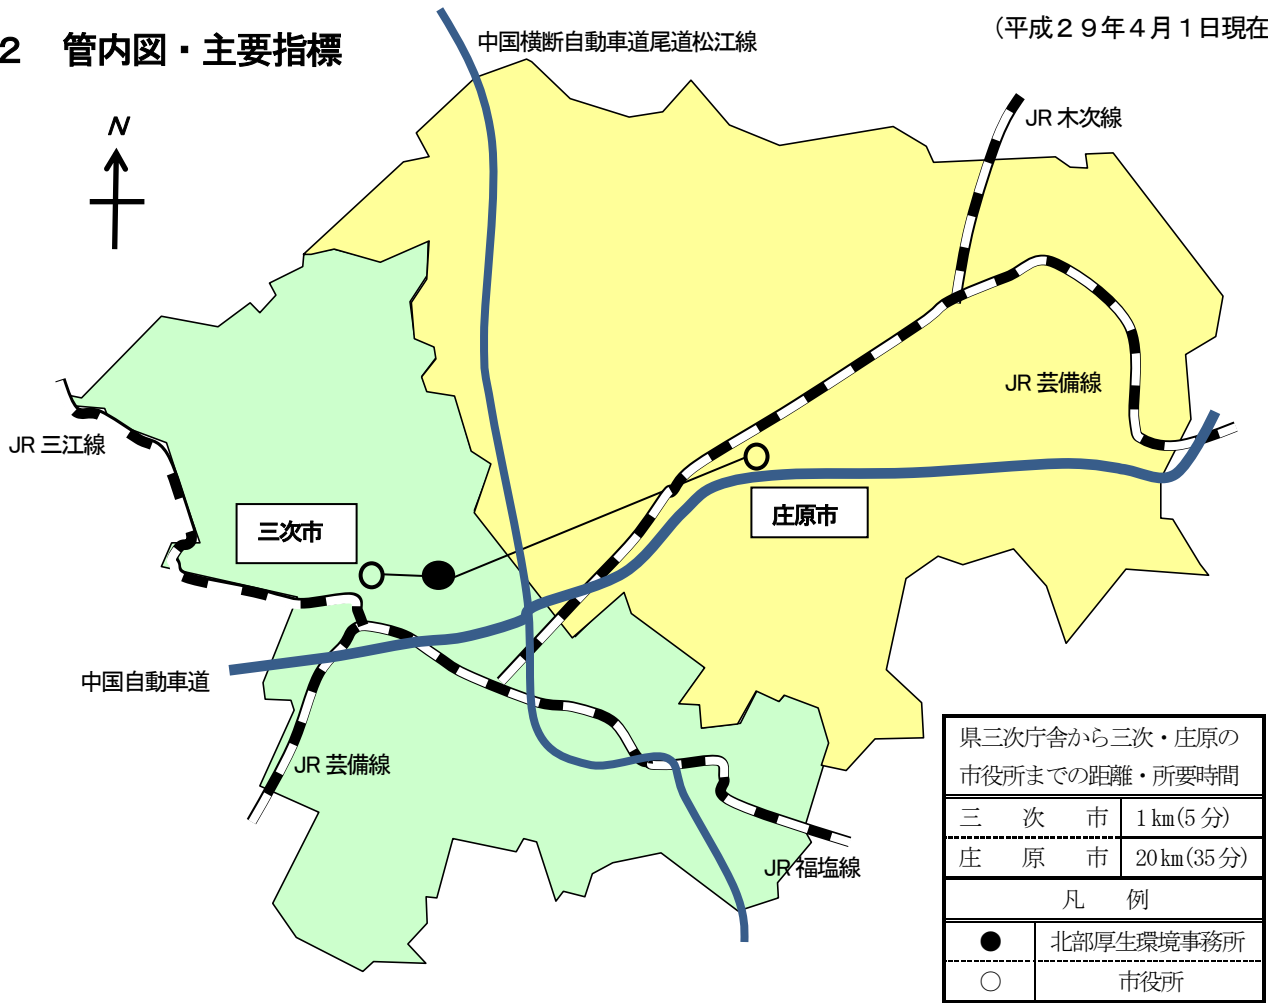 2 管内図・主要指標
(平成29年4月1日現在
中国横断自動車道尾道松江線
N
JR 木次線
JR 芸備線
JR 三江線
三次市
庄原市
中国自動車道
JR 芸備線
JR 福塩線
県三次庁舎から三次・庄原の
市役所までの距離・所要時間
三次市 1km(5分)
庄原市 20km(35分)
凡例
● 北部厚生環境事務所
○ 市役所